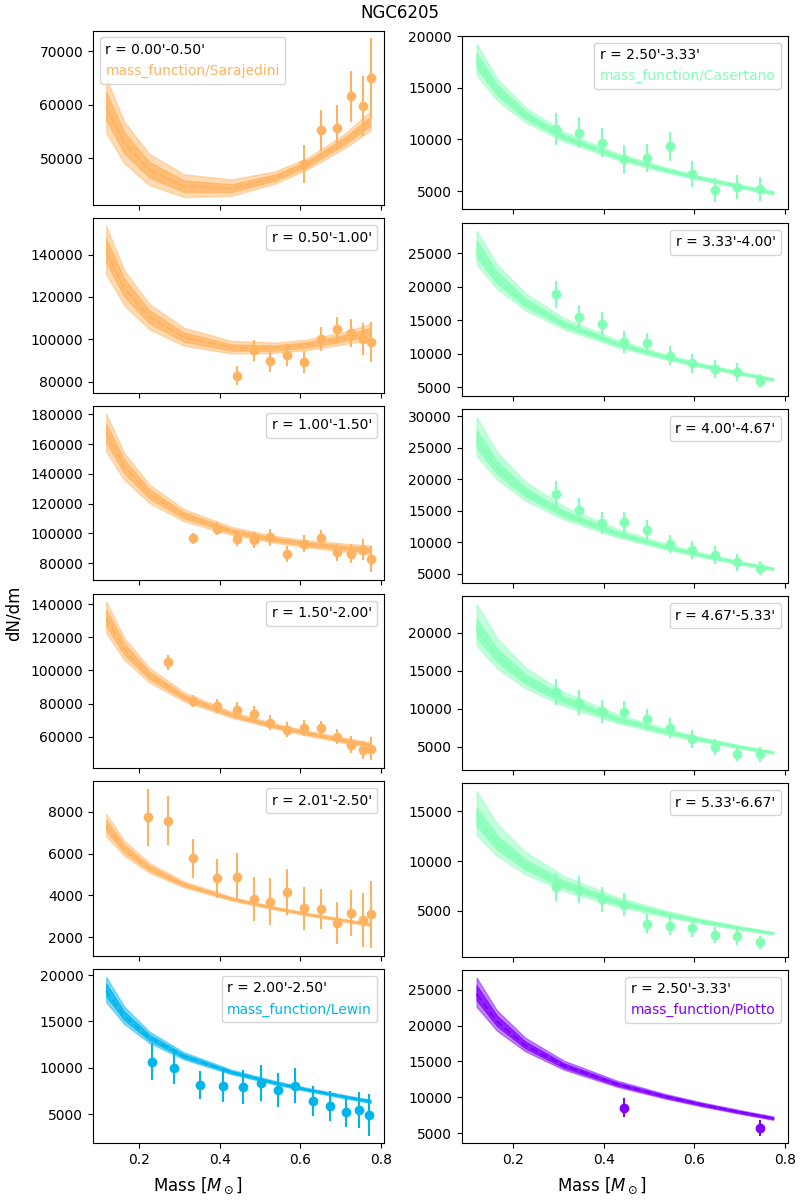 NGC6205
r = 0.00'-0.50'
mass_function/Sarajedini
70000
60000
50000
r = 2.50'-3.33'
mass_function/Casertano
20000
15000
10000
5000
r = 0.50'-1.00'
140000
120000
100000
80000
r = 3.33'-4.00'
25000
20000
15000
10000
5000
r = 1.00'-1.50'
180000
160000
140000
120000
100000
80000
r = 4.00'-4.67'
30000
25000
20000
15000
10000
5000
dN/dm
r = 1.50'-2.00'
140000
120000
100000
80000
60000
r = 4.67'-5.33'
20000
15000
10000
5000
r = 2.01'-2.50'
8000
6000
4000
2000
r = 5.33'-6.67'
15000
10000
5000
r = 2.00'-2.50'
mass_function/Lewin
20000
15000
10000
5000
0.2 0.4 0.6 0.8
Mass [M_⊙]
r = 2.50'-3.33'
mass_function/Piotto
25000
20000
15000
10000
5000
0.2 0.4 0.6 0.8
Mass [M_⊙]